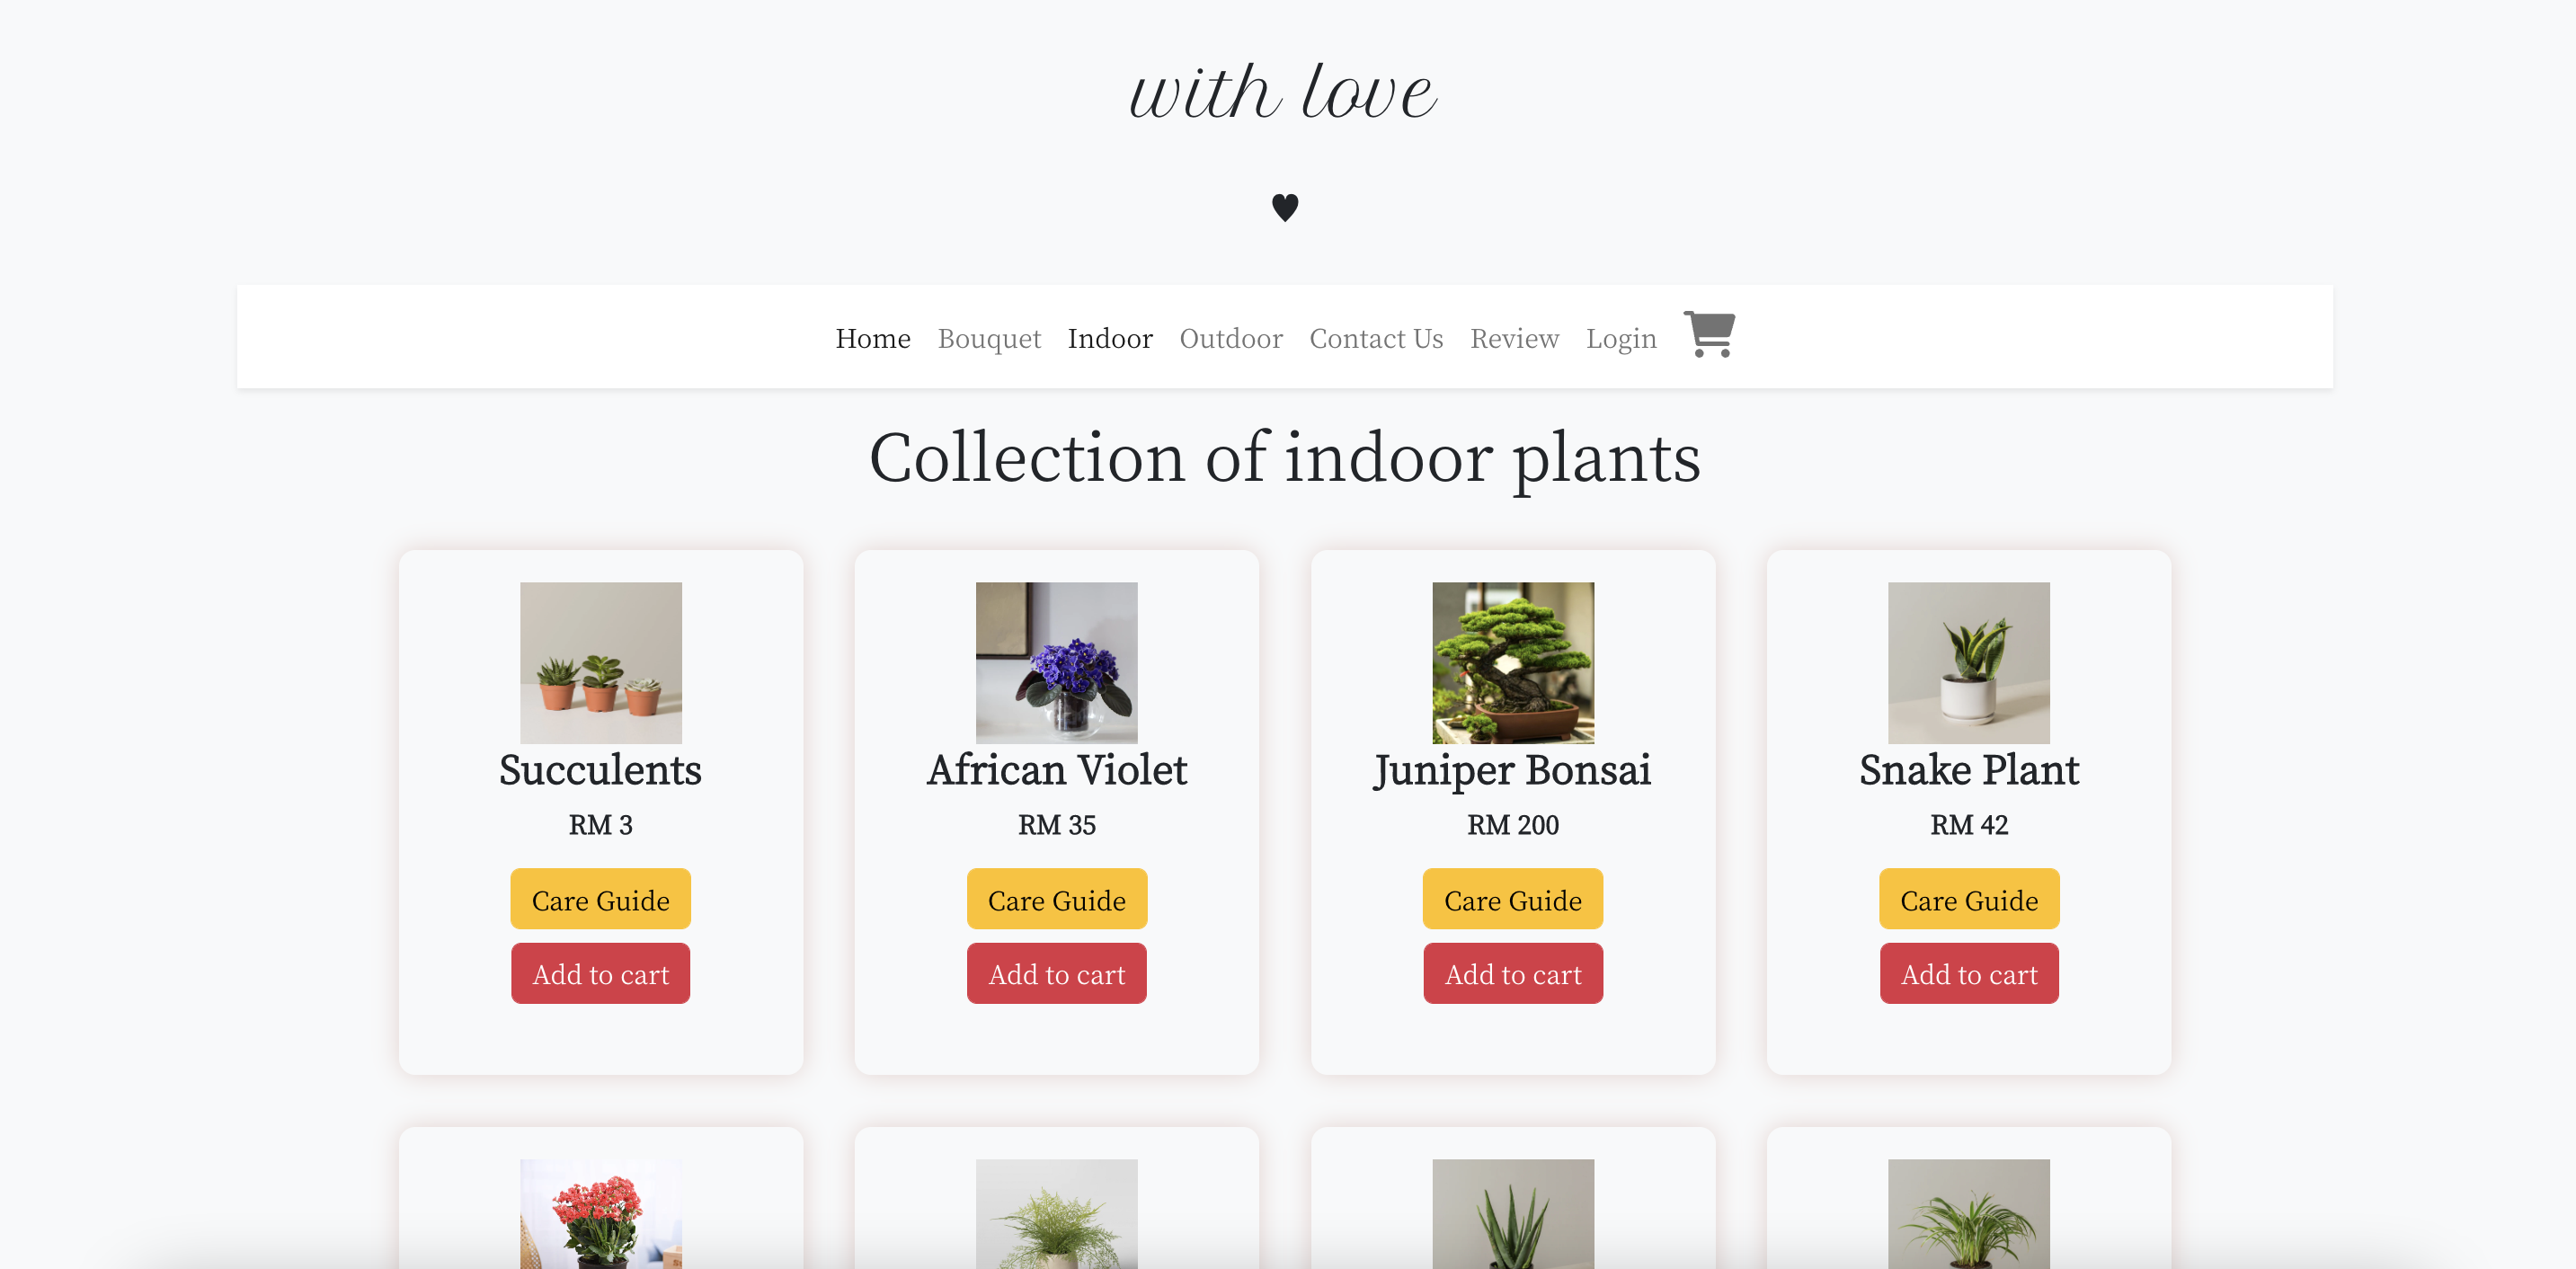 with love
Home Bouquet Indoor Outdoor Contact Us Review Login
Collection of indoor plants
Succulents
RM 3
Care Guide
Add to cart
African Violet
RM 35
Care Guide
Add to cart
Juniper Bonsai
RM 200
Care Guide
Add to cart
Snake Plant
RM 42
Care Guide
Add to cart